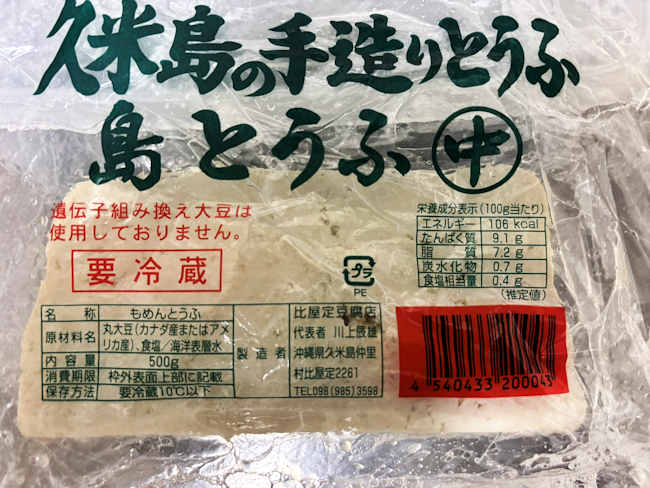 久米島の手造りとうふ
島とうふ 中
遺伝子組み換え大豆は
使用しておりません。
要冷蔵
プラ
PE
栄養成分表示(100g当たり)
エネルギー 106 kcal
たんぱく質 9.1 g
脂質 7.2 g
炭水化物 0.7 g
食塩相当量 0.4 g
(推定値)
名称 もめんとうふ
原材料名 丸大豆(カナダ産またはアメ
リカ産)、食塩/海洋表層水
内容量 500g
消費期限 枠外表面上部に記載
保存方法 要冷蔵10℃以下
製造者
比屋定豆腐店
代表者 川上辰雄
沖縄県久米島仲里
村比屋定2261
TEL098(985)3598
4 540433 200043